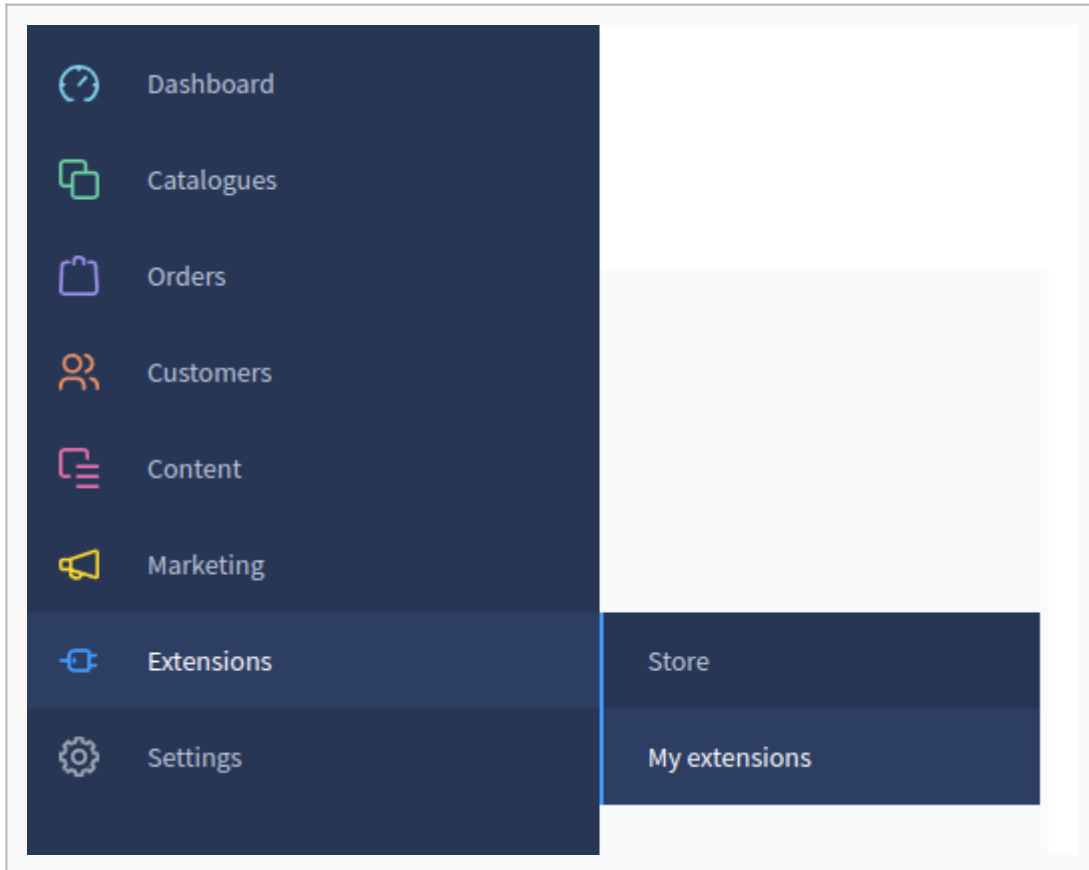 Dashboard
Catalogues
Orders
Customers
Content
Marketing
Extensions
Store
Settings
My extensions